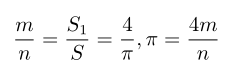 m/n = S₁/S = 4/π, π = 4m/n